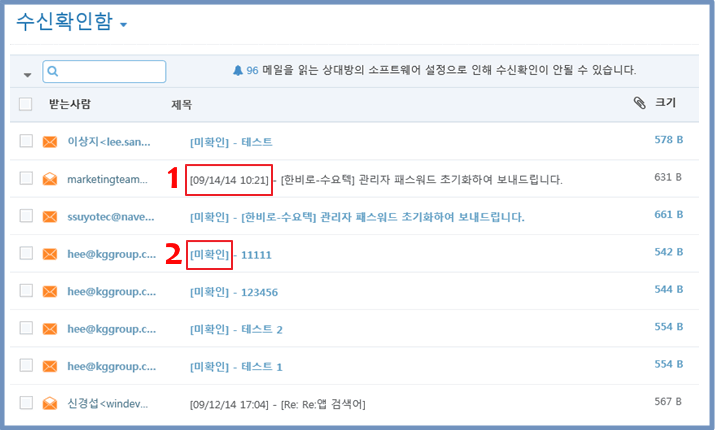 수신확인함
96 메일을 읽는 상대방의 소프트웨어 설정으로 인해 수신확인이 안될 수 있습니다.
받는사람 제목 크기
이상지<lee.san... [미확인] - 테스트 578 B
1
marketingteam... [09/14/14 10:21] - [한비로-수요텍] 관리자 패스워드 초기화하여 보내드립니다. 631 B
ssuyotec@nave... [미확인] - [한비로-수요텍] 관리자 패스워드 초기화하여 보내드립니다. 661 B
2
hee@kggroup.c... [미확인] - 11111 542 B
hee@kggroup.c... [미확인] - 123456 544 B
hee@kggroup.c... [미확인] - 테스트 2 554 B
hee@kggroup.c... [미확인] - 테스트 1 554 B
신경섭<windev... [09/12/14 17:04] - [Re: Re:앱 검색어] 567 B